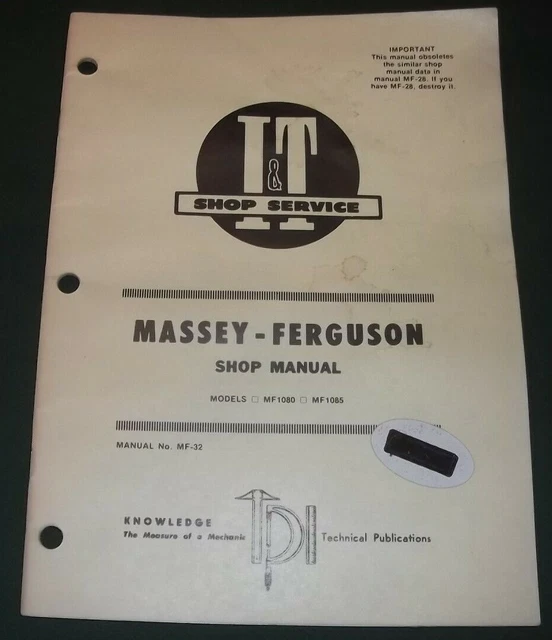 IMPORTANT
This manual obsoletes
the similar shop
manual data in
manual MF-28. If you
have MF-28, destroy it.
I&T
SHOP SERVICE
MASSEY-FERGUSON
SHOP MANUAL
MODELS □ MF1080 □ MF1085
MANUAL No. MF-32
KNOWLEDGE
The Measure of a Mechanic
TPI
Technical Publications